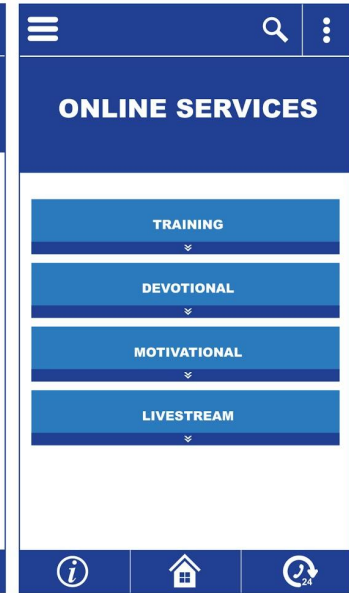 ONLINE SERVICES
TRAINING
DEVOTIONAL
MOTIVATIONAL
LIVESTREAM
i
24